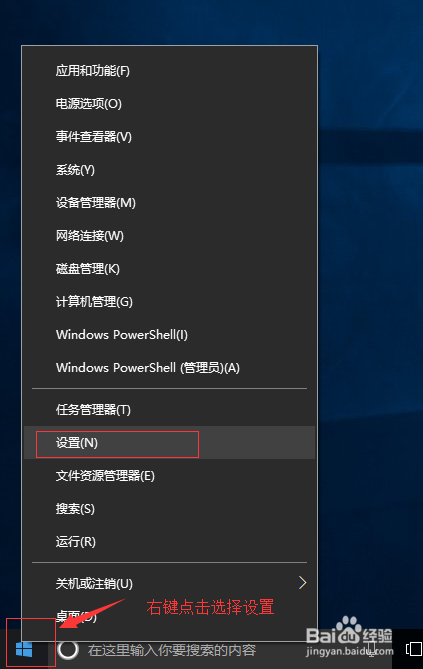 应用和功能(F)
电源选项(O)
事件查看器(V)
系统(Y)
设备管理器(M)
网络连接(W)
磁盘管理(K)
计算机管理(G)
Windows PowerShell(I)
Windows PowerShell (管理员)(A)
任务管理器(T)
设置(N)
文件资源管理器(E)
搜索(S)
运行(R)
关机或注销(U)
桌面(D)
右键点击选择设置
在这里输入你要搜索的内容
Baidu 经验
jingyan.baidu.com